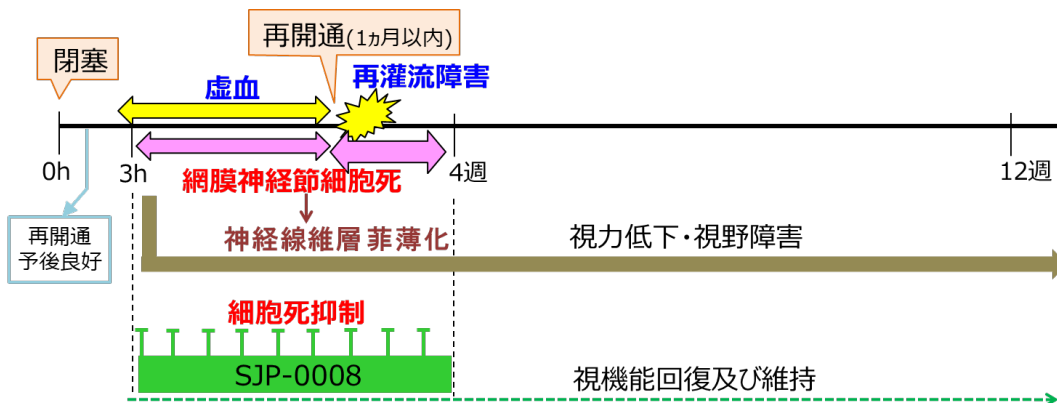 再開通(1ヵ月以内)
閉塞
再灌流障害
虚血
0h
3h
4週
12週
網膜神経節細胞死
再開通
予後良好
神経線維層菲薄化
視力低下・視野障害
細胞死抑制
SJP-0008
視機能回復及び維持